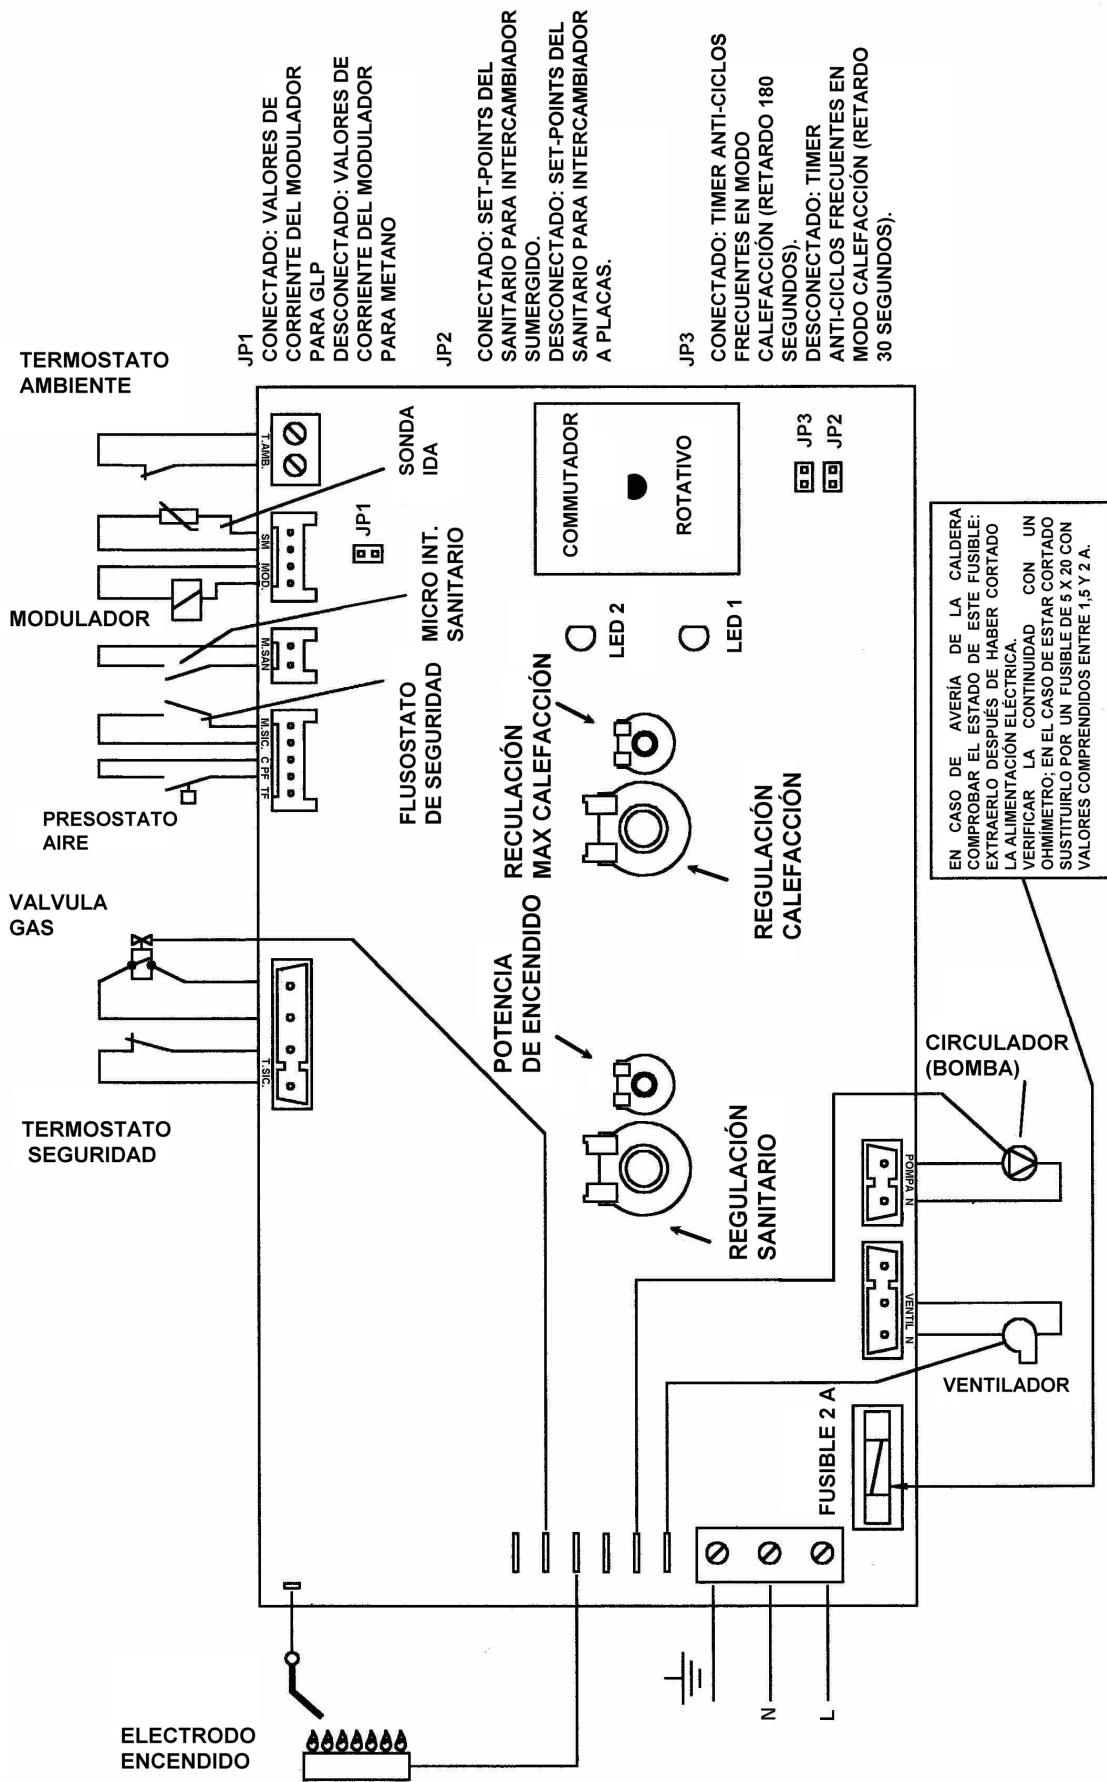 TERMOSTATO
AMBIENTE
MODULADOR
PRESOSTATO
AIRE
VALVULA
GAS
TERMOSTATO
SEGURIDAD
ELECTRODO
ENCENDIDO
T.AMB.
SM
MOD.
M.SAN
M.SIC.
C PF TF
T.SIC.
SONDA
IDA
JP1
MICRO INT.
SANITARIO
FLUSOSTATO
DE SEGURIDAD
JP1
CONECTADO: VALORES DE
CORRIENTE DEL MODULADOR
PARA GLP
DESCONECTADO: VALORES DE
CORRIENTE DEL MODULADOR
PARA METANO
JP2
CONECTADO: SET-POINTS DEL
SANITARIO PARA INTERCAMBIADOR
SUMERGIDO.
DESCONECTADO: SET-POINTS DEL
SANITARIO PARA INTERCAMBIADOR
A PLACAS.
JP3
CONECTADO: TIMER ANTI-CICLOS
FRECUENTES EN MODO
CALEFACCIÓN (RETARDO 180
SEGUNDOS).
DESCONECTADO: TIMER
ANTI-CICLOS FRECUENTES EN
MODO CALEFACCIÓN (RETARDO
30 SEGUNDOS).
COMMUTADOR
ROTATIVO
JP3
JP2
LED 2
LED 1
RECULACIÓN
MAX CALEFACCIÓN
REGULACIÓN
CALEFACCIÓN
POTENCIA
DE ENCENDIDO
REGULACIÓN
SANITARIO
EN CASO DE AVERÍA DE LA CALDERA
COMPROBAR EL ESTADO DE ESTE FUSIBLE:
EXTRAERLO DESPUÉS DE HABER CORTADO
LA ALIMENTACIÓN ELÉCTRICA.
VERIFICAR LA CONTINUIDAD CON UN
OHMÍMETRO; EN EL CASO DE ESTAR CORTADO
SUSTITUIRLO POR UN FUSIBLE DE 5 X 20 CON
VALORES COMPRENDIDOS ENTRE 1,5 Y 2 A.
CIRCULADOR
(BOMBA)
POMPA N
VENTIL N
VENTILADOR
FUSIBLE 2 A
N
L